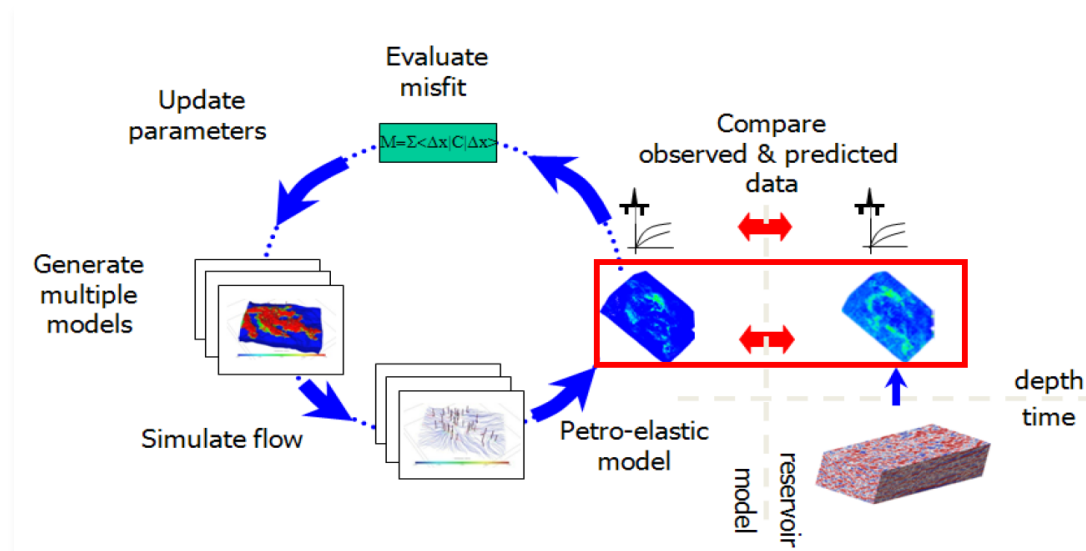 Evaluate
misfit
Update
parameters
M=Σ<Δx|C|Δx>
Compare
observed & predicted
data
Generate
multiple
models
Simulate flow
Petro-elastic
model
depth
time
model
reservoir